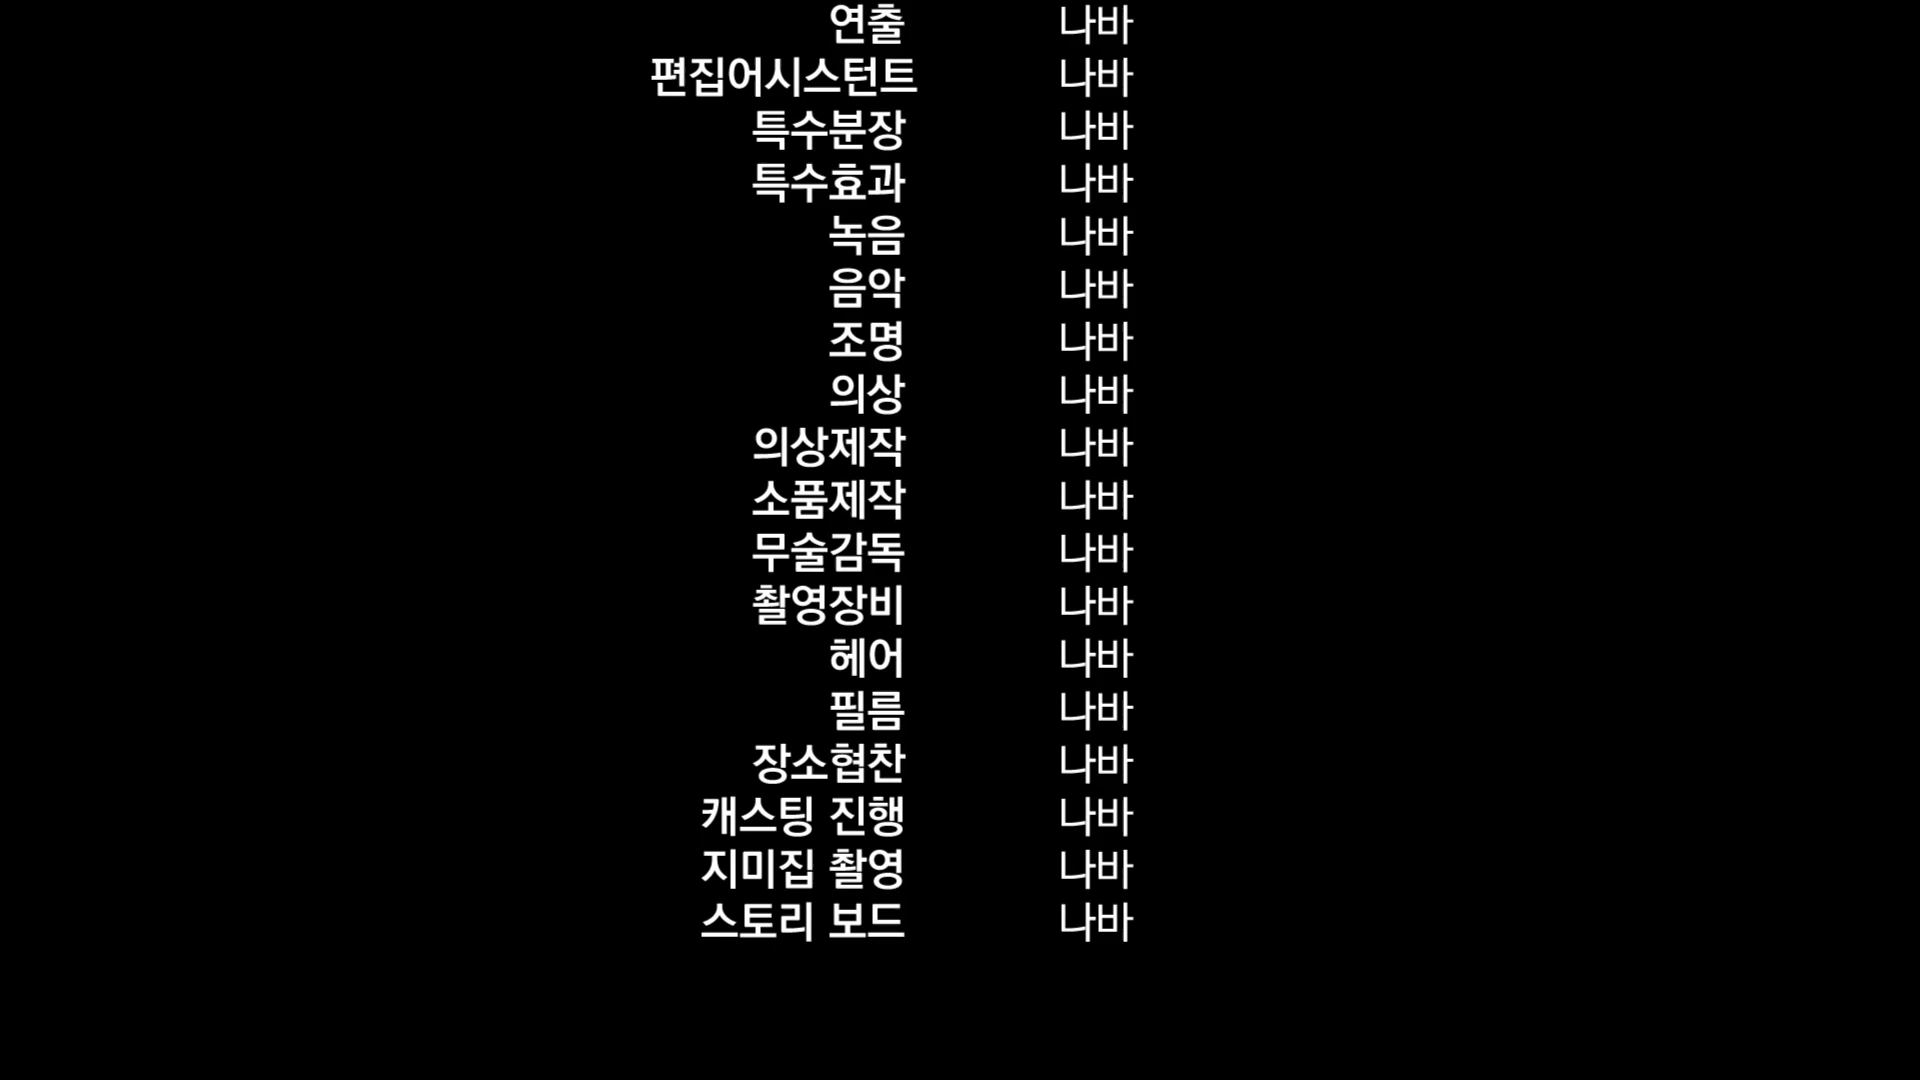 연출 나바
편집어시스턴트 나바
특수분장 나바
특수효과 나바
녹음 나바
음악 나바
조명 나바
의상 나바
의상제작 나바
소품제작 나바
무술감독 나바
촬영장비 나바
헤어 나바
필름 나바
장소협찬 나바
캐스팅 진행 나바
지미집 촬영 나바
스토리 보드 나바